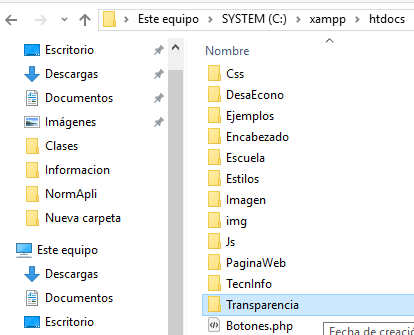 Este equipo > SYSTEM (C:) > xampp > htdocs
Escritorio
Descargas
Documentos
Imágenes
Clases
Informacion
NormApli
Nueva carpeta
Este equipo
Descargas
Documentos
Escritorio
Nombre
Css
DesaEcono
Ejemplos
Encabezado
Escuela
Estilos
Imagen
img
Js
PaginaWeb
TecnInfo
Transparencia
Botones.php
Fecha de creació